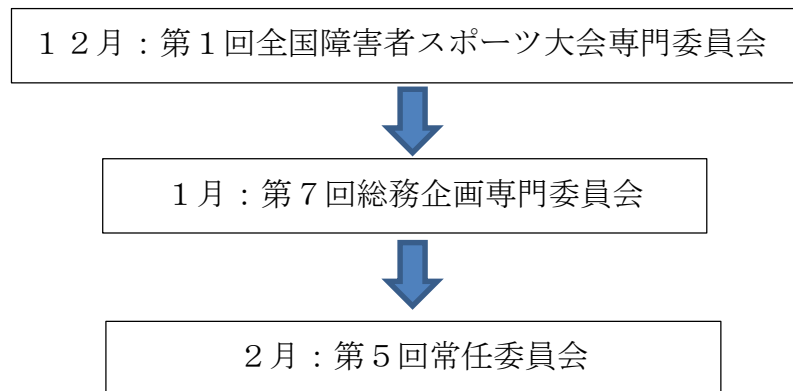 １２月：第１回全国障害者スポーツ大会専門委員会
１月：第７回総務企画専門委員会
２月：第５回常任委員会